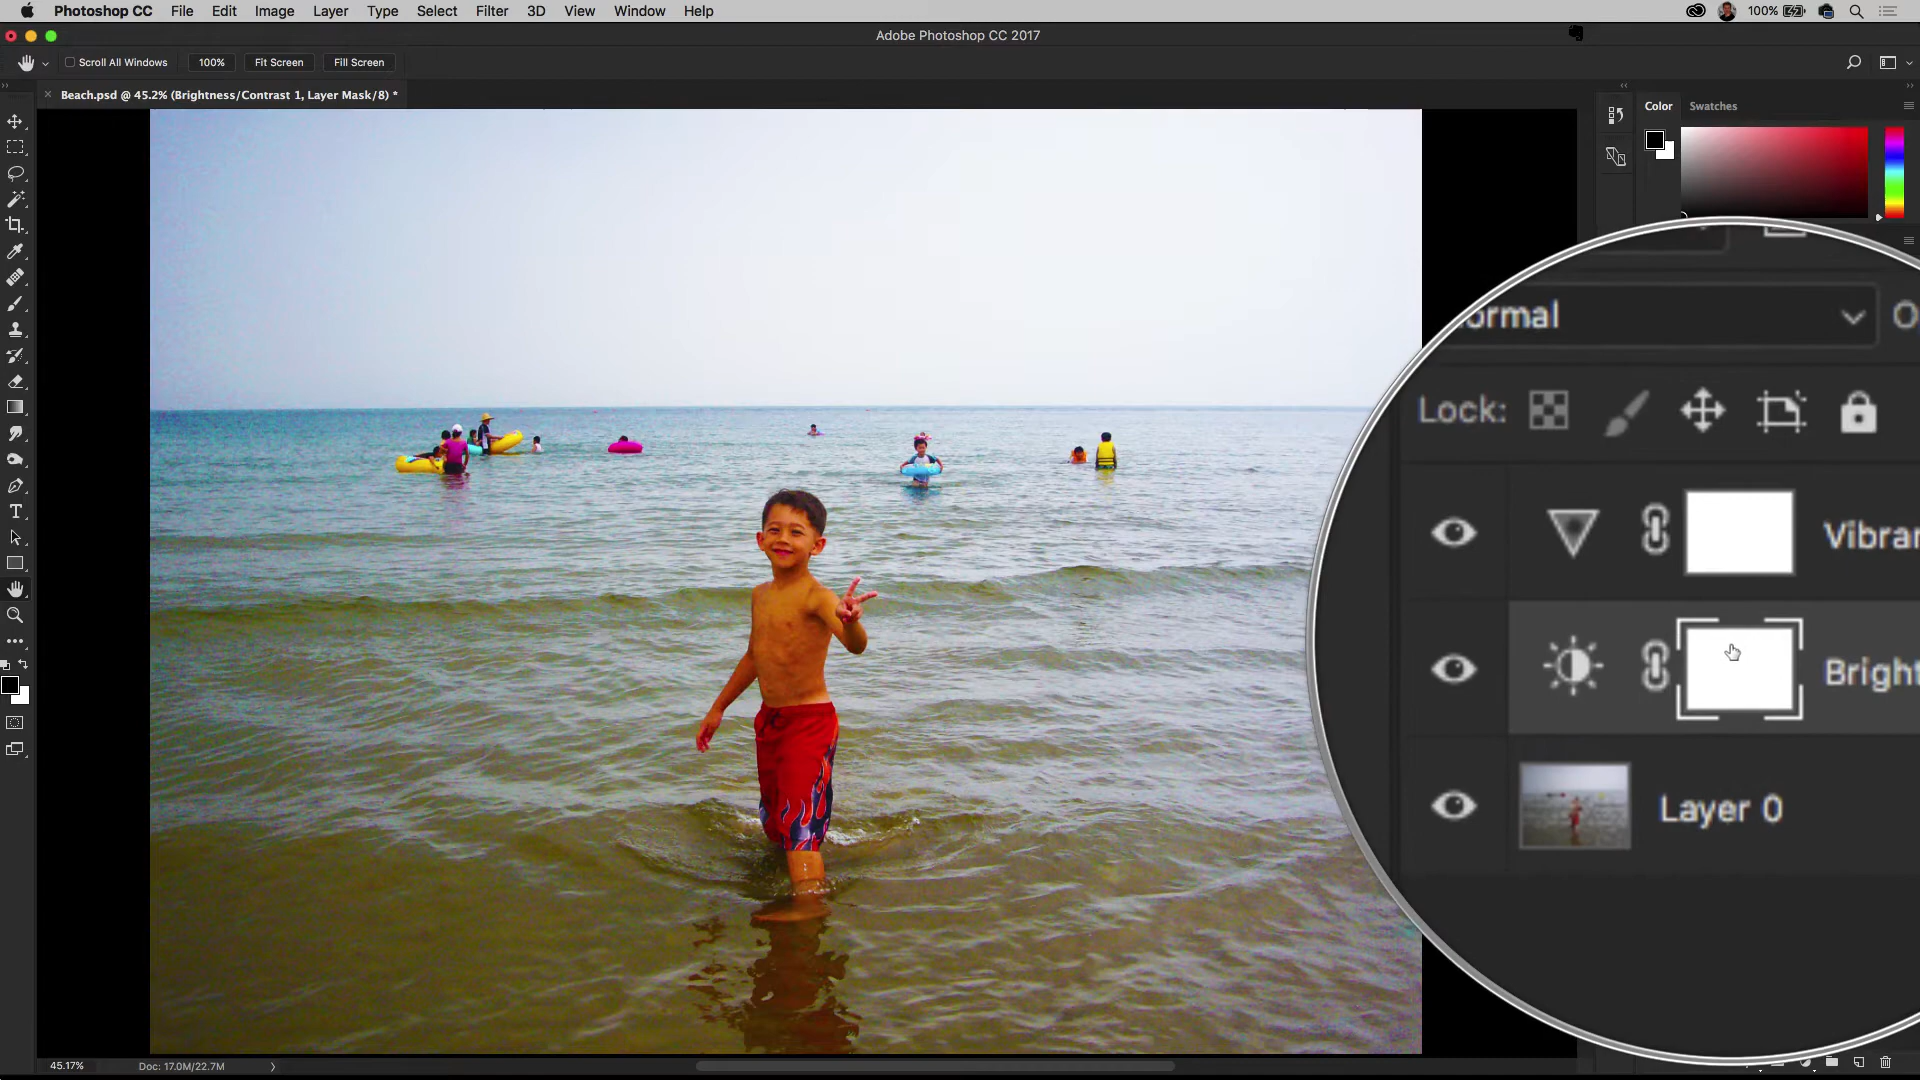 Photoshop CC File Edit Image Layer Type Select Filter 3D View Window Help 100%
Adobe Photoshop CC 2017
Scroll All Windows 100% Fit Screen Fill Screen
Beach.psd @ 45.2% (Brightness/Contrast 1, Layer Mask/8) *
Color Swatches
ormal O
Lock:
Vibran
Bright
Layer 0
45.17% Doc: 17.0M/22.7M